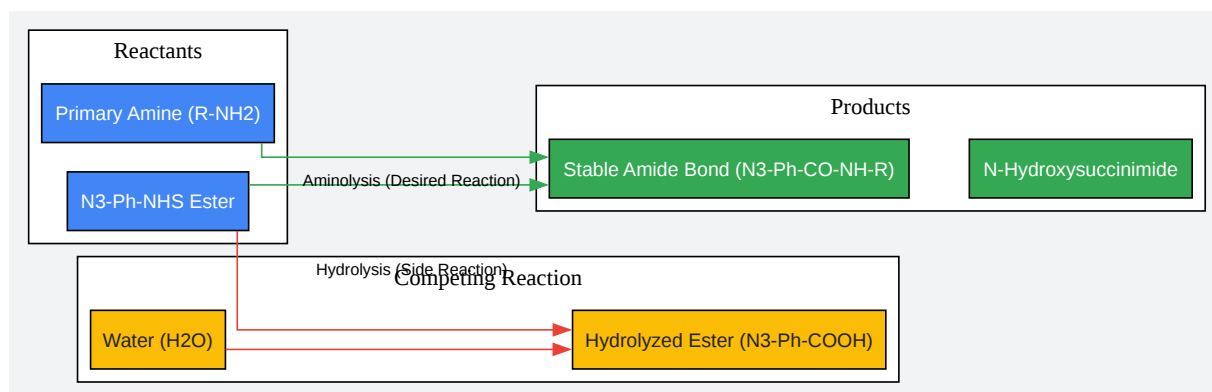 Reactants
Primary Amine (R-NH2)
N3-Ph-NHS Ester
Products
Stable Amide Bond (N3-Ph-CO-NH-R)
N-Hydroxysuccinimide
Aminolysis (Desired Reaction)
Hydrolysis (Side Reaction)
Competing Reaction
Water (H2O)
Hydrolyzed Ester (N3-Ph-COOH)